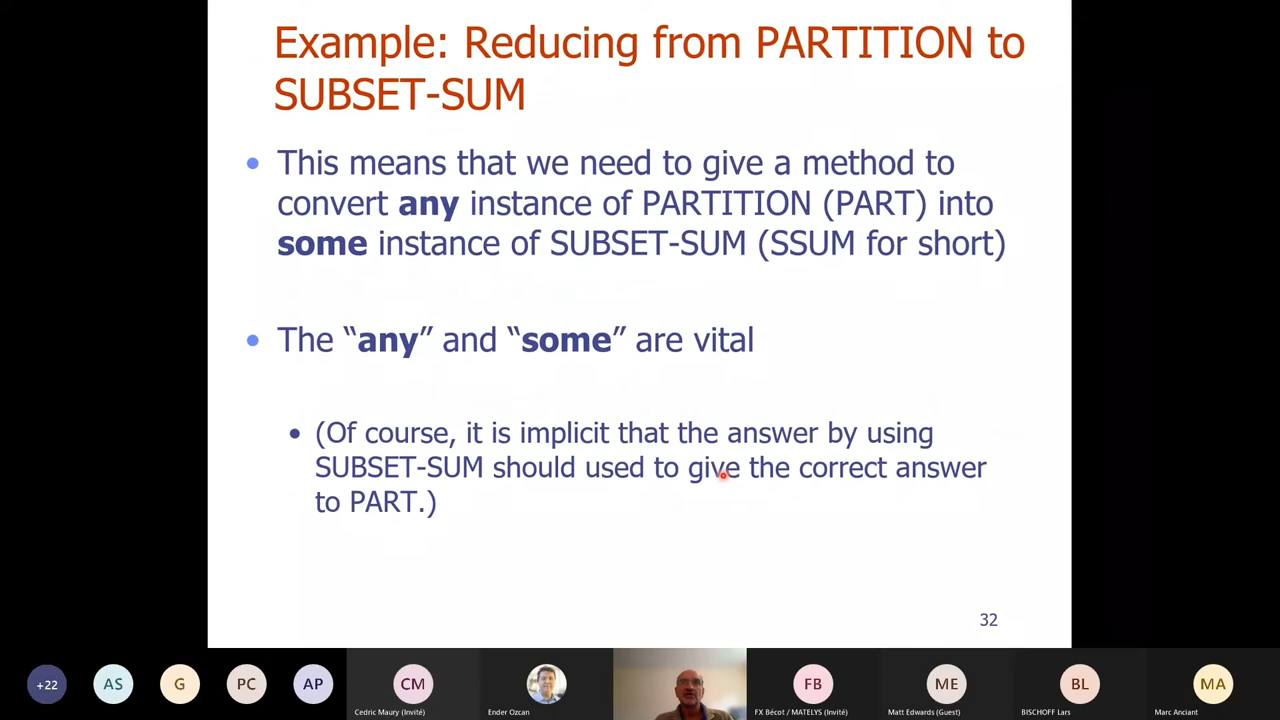 Example: Reducing from PARTITION to
SUBSET-SUM
This means that we need to give a method to
convert any instance of PARTITION (PART) into
some instance of SUBSET-SUM (SSUM for short)
The “any” and “some” are vital
(Of course, it is implicit that the answer by using
SUBSET-SUM should used to give the correct answer
to PART.)
32
+22
AS
G
PC
AP
CM
FB
ME
BL
MA
Cedric Maury (Invité)
Ender Ozcan
FX Bécot / MATELYS (Invité)
Matt Edwards (Guest)
BISCHOFF Lars
Marc Anciant